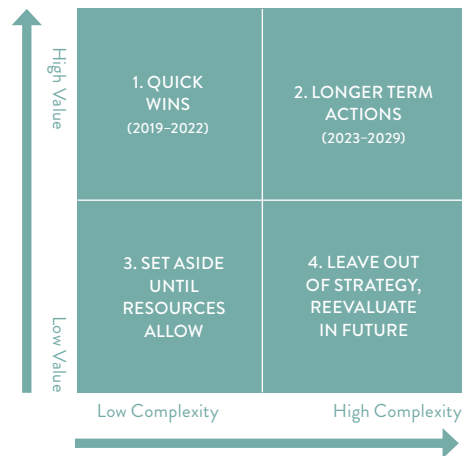 High Value
1. QUICK
WINS
(2019–2022)
2. LONGER TERM
ACTIONS
(2023–2029)
Low Value
3. SET ASIDE
UNTIL
RESOURCES
ALLOW
4. LEAVE OUT
OF STRATEGY,
REEVALUATE
IN FUTURE
Low Complexity
High Complexity